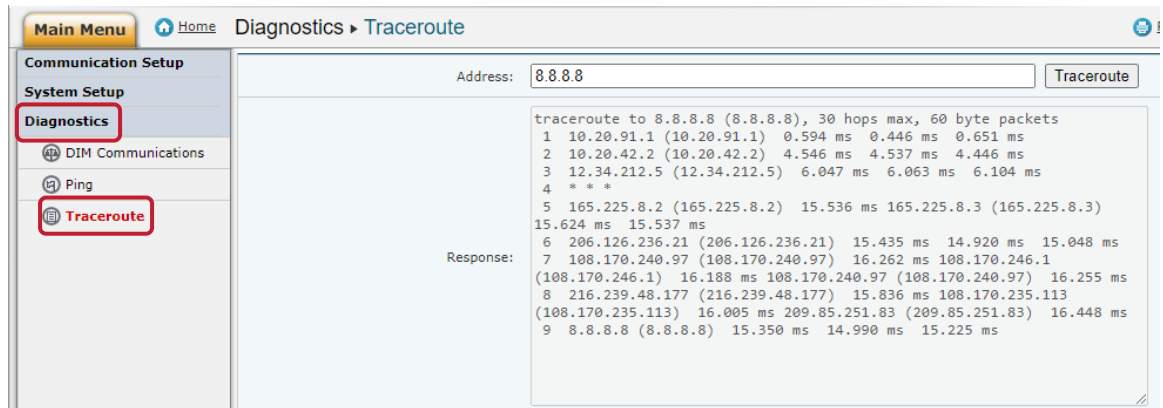 Main Menu
Home
Diagnostics ▸ Traceroute
Communication Setup
System Setup
Diagnostics
DIM Communications
Ping
Traceroute
Address:
8.8.8.8
Traceroute
Response:
traceroute to 8.8.8.8 (8.8.8.8), 30 hops max, 60 byte packets
1 10.20.91.1 (10.20.91.1) 0.594 ms 0.446 ms 0.651 ms
2 10.20.42.2 (10.20.42.2) 4.546 ms 4.537 ms 4.446 ms
3 12.34.212.5 (12.34.212.5) 6.047 ms 6.063 ms 6.104 ms
4 * * *
5 165.225.8.2 (165.225.8.2) 15.536 ms 165.225.8.3 (165.225.8.3)
15.624 ms 15.537 ms
6 206.126.236.21 (206.126.236.21) 15.435 ms 14.920 ms 15.048 ms
7 108.170.240.97 (108.170.240.97) 16.262 ms 108.170.246.1
(108.170.246.1) 16.188 ms 108.170.240.97 (108.170.240.97) 16.255 ms
8 216.239.48.177 (216.239.48.177) 15.836 ms 108.170.235.113
(108.170.235.113) 16.005 ms 209.85.251.83 (209.85.251.83) 16.448 ms
9 8.8.8.8 (8.8.8.8) 15.350 ms 14.990 ms 15.225 ms